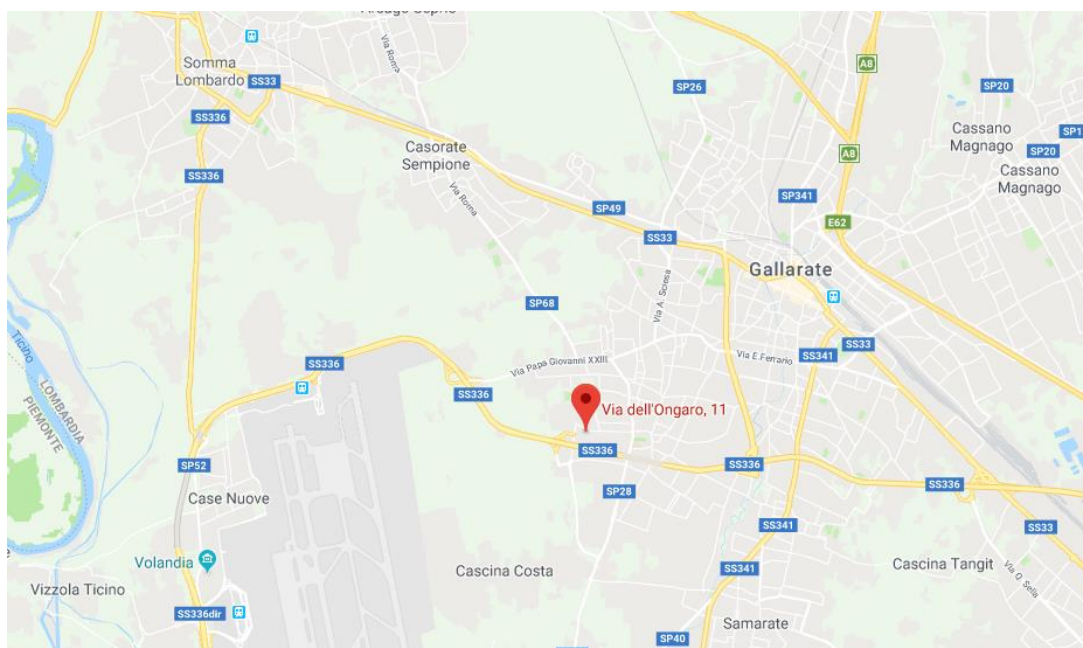 Via Roma
Somma
Lombardo
SS33
A8
SP26
SP20
SS336
Cassano
Magnago
SP1
SP20
Casorate
Sempione
A8
Cassano
Magnago
SS336
Via Roma
SP341
SP49
E62
SS33
Gallarate
Via A. Sciesa
SP68
Ticino
LOMBARDIA
PIEMONTE
SS33
SS341
Via E.Ferrario
SS336
Via Papa Giovanni XXIII
SS336
Via dell'Ongaro, 11
SS336
SP52
SS336
SS336
Case Nuove
SP28
SS341
SS33
Volandia
Cascina Costa
SS341
Cascina Tangit
Via Q. Sella
Vizzola Ticino
SS336dir
Samarate
SP40